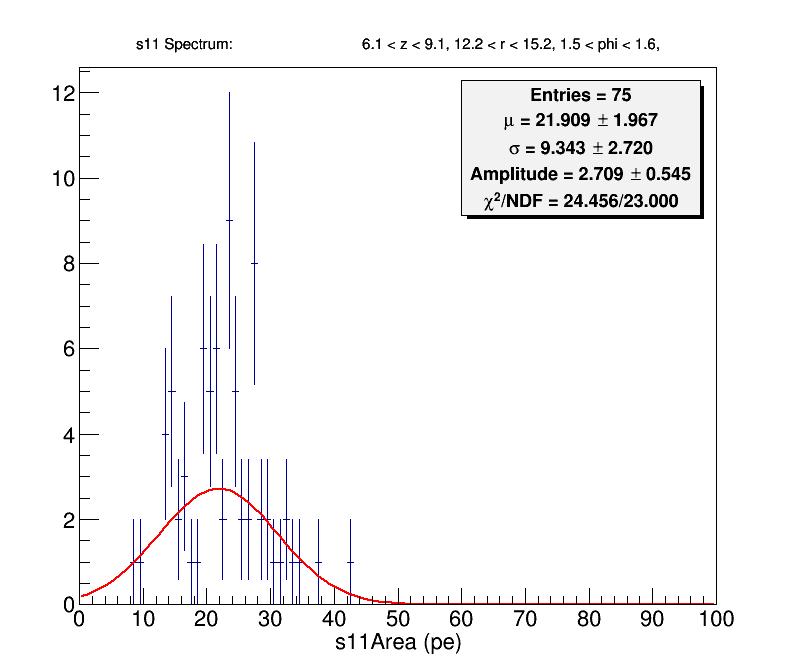 s11 Spectrum: 6.1 < z < 9.1, 12.2 < r < 15.2, 1.5 < phi < 1.6,
Entries = 75
μ = 21.909 ± 1.967
σ = 9.343 ± 2.720
Amplitude = 2.709 ± 0.545
χ²/NDF = 24.456/23.000
12
10
8
6
4
2
0
0 10 20 30 40 50 60 70 80 90 100
s11Area (pe)